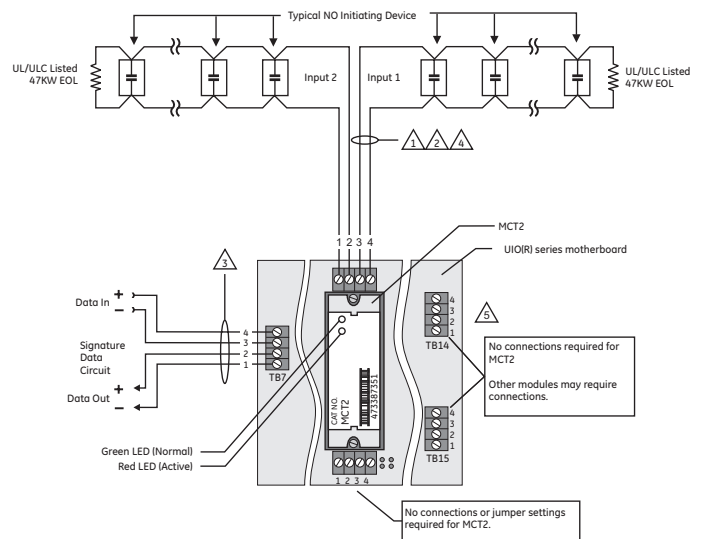 Typical NO Initiating Device
UL/ULC Listed
47KW EOL
Input 2
Input 1
UL/ULC Listed
47KW EOL
1
2
4
1 2 3 4
MCT2
UIO(R) series motherboard
3
Data In
+
−
Signature
Data
Circuit
+
Data Out
−
4
3
2
1
TB7
CAT NO.
MCT2
473387351
4
3
2
1
TB14
5
No connections required for
MCT2
Other modules may require
connections.
4
3
2
1
TB15
Green LED (Normal)
Red LED (Active)
1 2 3 4
No connections or jumper settings
required for MCT2.